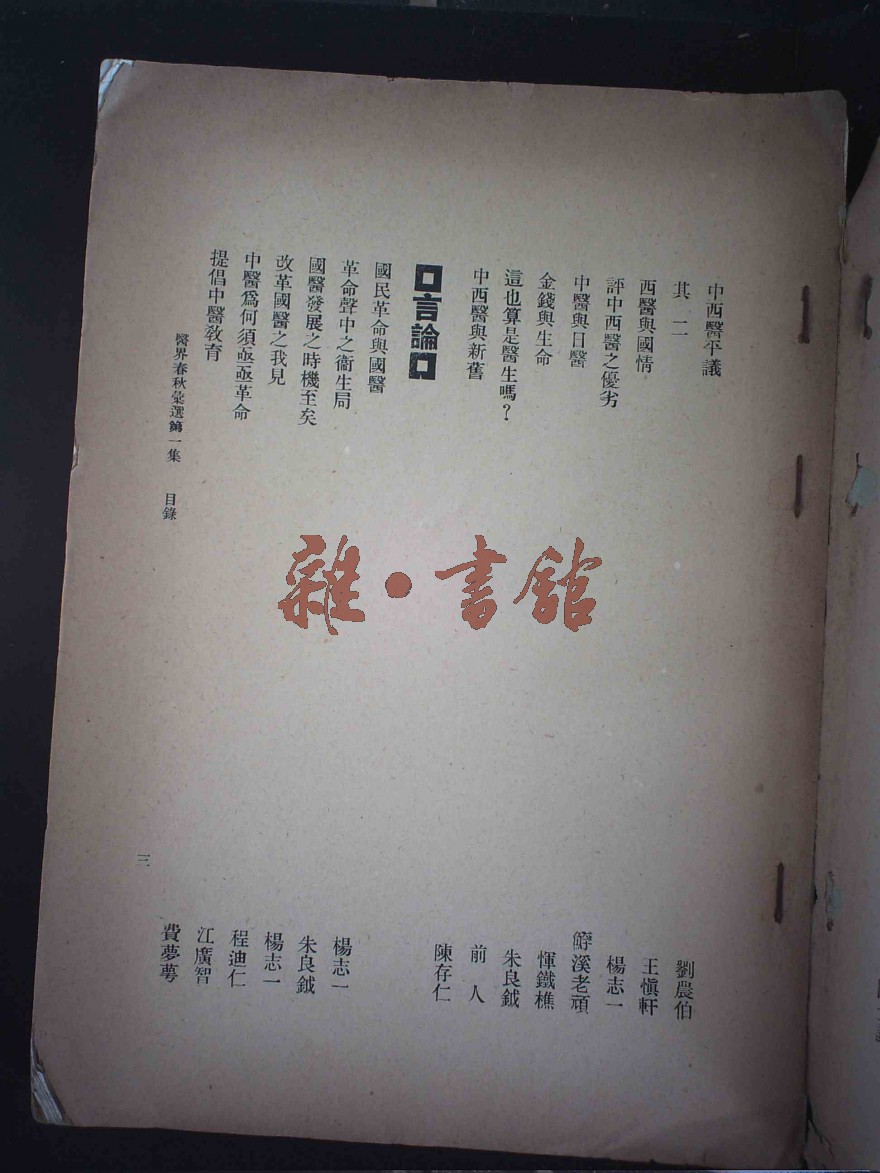 中西醫平議 劉農伯
其二 王愼軒
西醫與國情 楊志一
評中西醫之優劣 溪老頑
中醫與日醫 惲鐵樵
金錢與生命 朱良鉞
這也算是醫生嗎？ 前人
中西醫與新舊 陳存仁
言論
國民革命與國醫 楊志一
革命聲中之衞生局 朱良鉞
國醫發展之時機至矣 楊志一
改革國醫之我見 程迪仁
中醫爲何須亟亟革命 江廣智
提倡中醫教育 費夢萼
醫界春秋彙選第一集 目錄
三
雜·書館